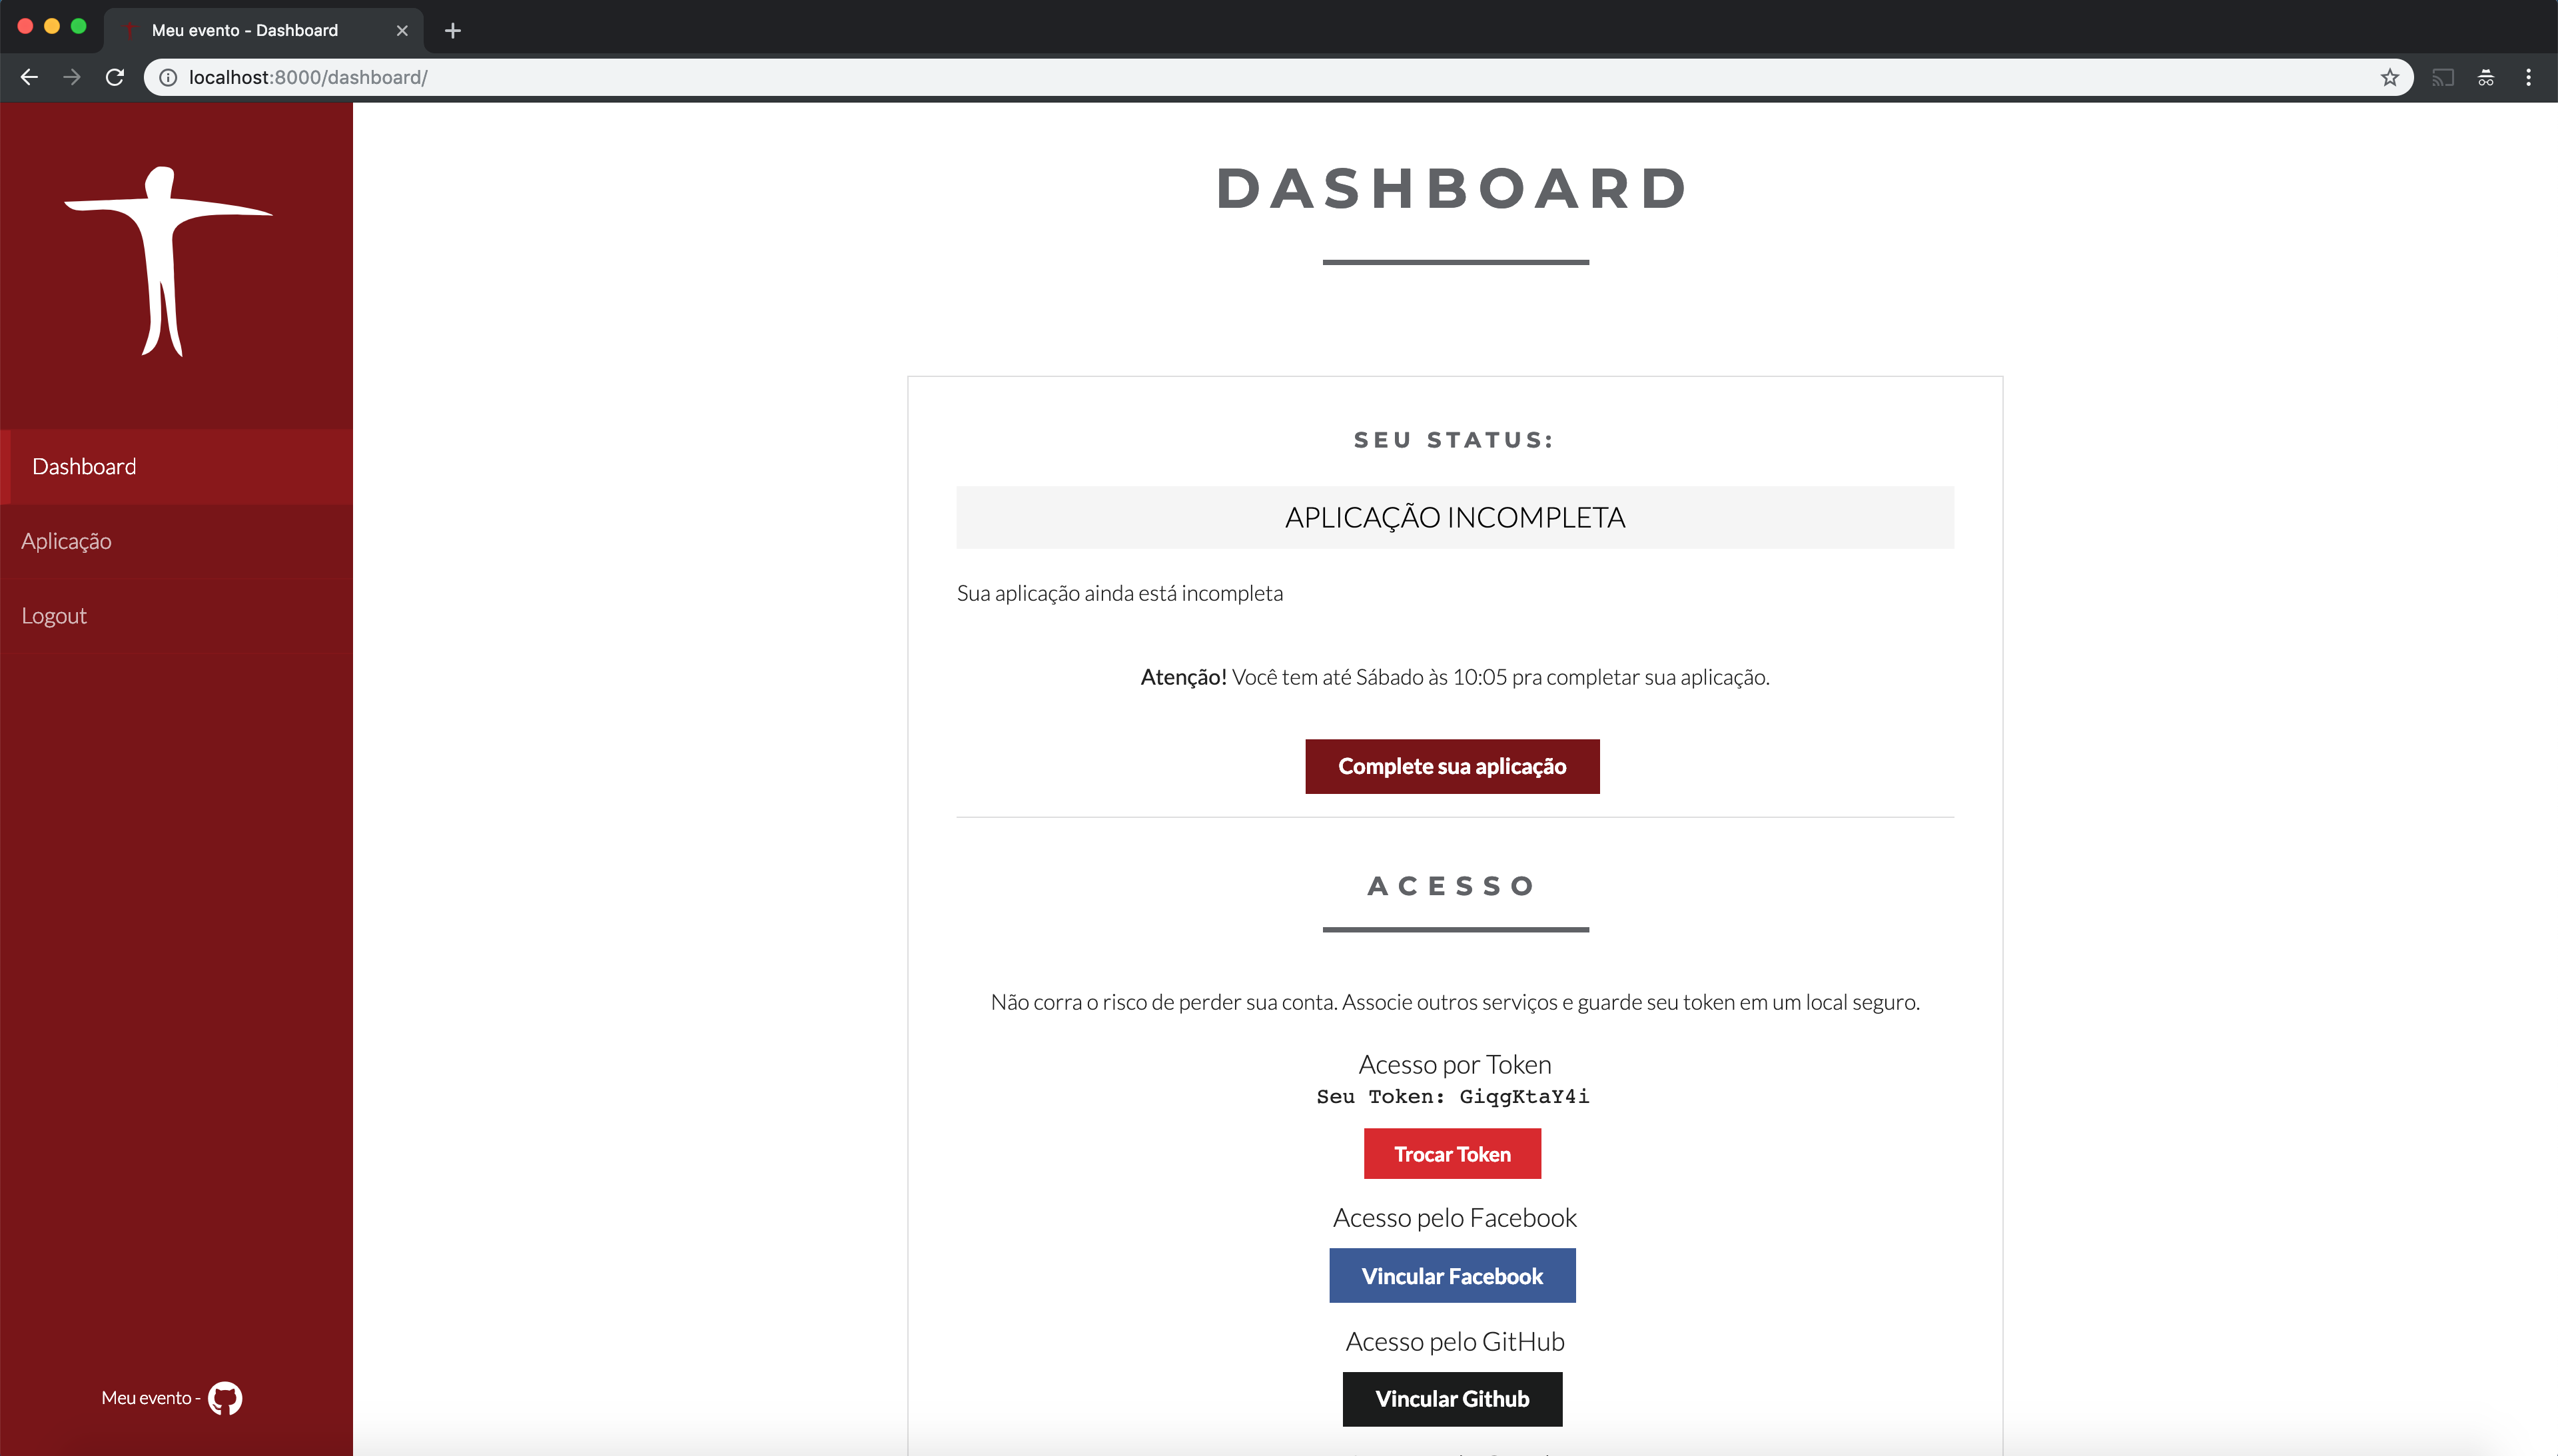 Meu evento - Dashboard
localhost:8000/dashboard/
Dashboard
Aplicação
Logout
Meu evento -
DASHBOARD
SEU STATUS:
APLICAÇÃO INCOMPLETA
Sua aplicação ainda está incompleta
Atenção! Você tem até Sábado às 10:05 pra completar sua aplicação.
Complete sua aplicação
ACESSO
Não corra o risco de perder sua conta. Associe outros serviços e guarde seu token em um local seguro.
Acesso por Token
Seu Token: GiqgKtaY4i
Trocar Token
Acesso pelo Facebook
Vincular Facebook
Acesso pelo GitHub
Vincular Github